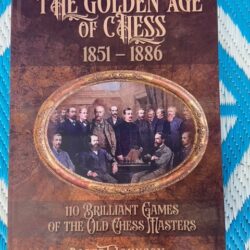 THE GOLDEN AGE
OF CHESS
1851 – 1886
110 BRILLIANT GAMES
OF THE OLD CHESS MASTERS